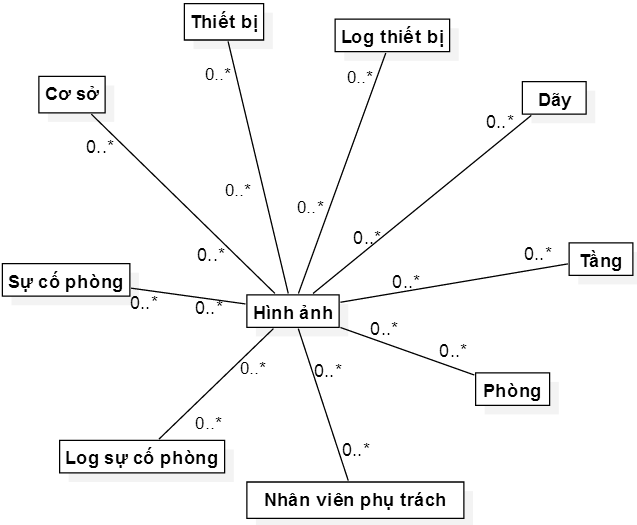 Thiết bị
Log thiết bị
0..*
0..*
Cơ sở
Dãy
0..*
0..*
0..*
0..*
0..*
0..*
0..*
Tầng
Sự cố phòng
0..*
0..*
0..*
Hình ảnh
0..*
0..*
0..*
0..*
Phòng
0..*
0..*
Log sự cố phòng
Nhân viên phụ trách